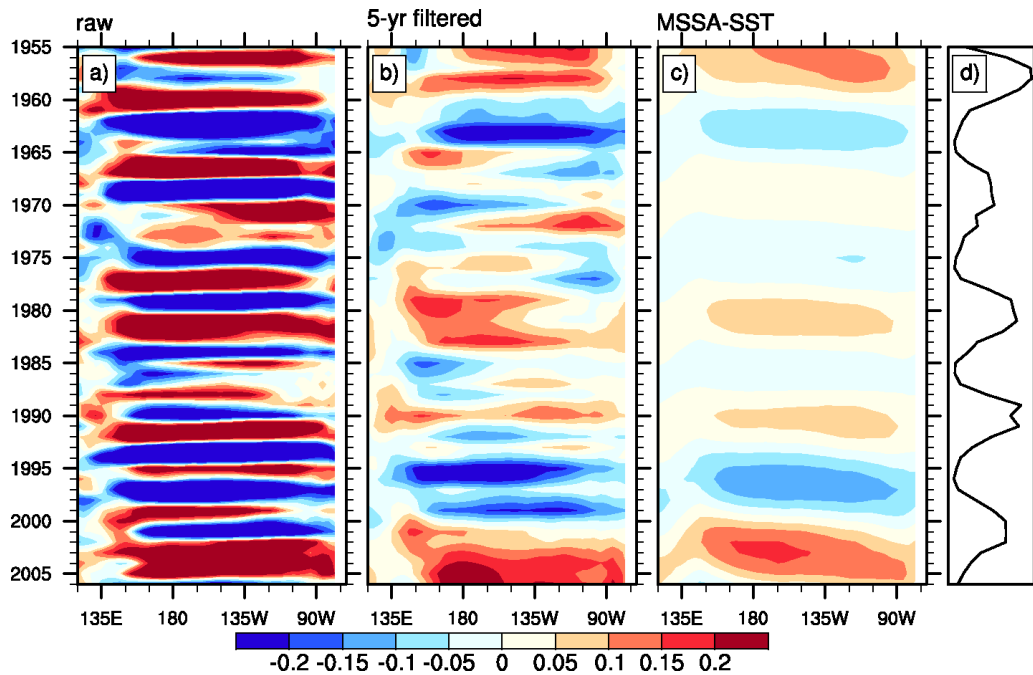 raw
5-yr filtered
MSSA-SST
a)
b)
c)
d)
1955
1960
1965
1970
1975
1980
1985
1990
1995
2000
2005
135E 180 135W 90W
135E 180 135W 90W
135E 180 135W 90W
-0.2 -0.15 -0.1 -0.05 0 0.05 0.1 0.15 0.2